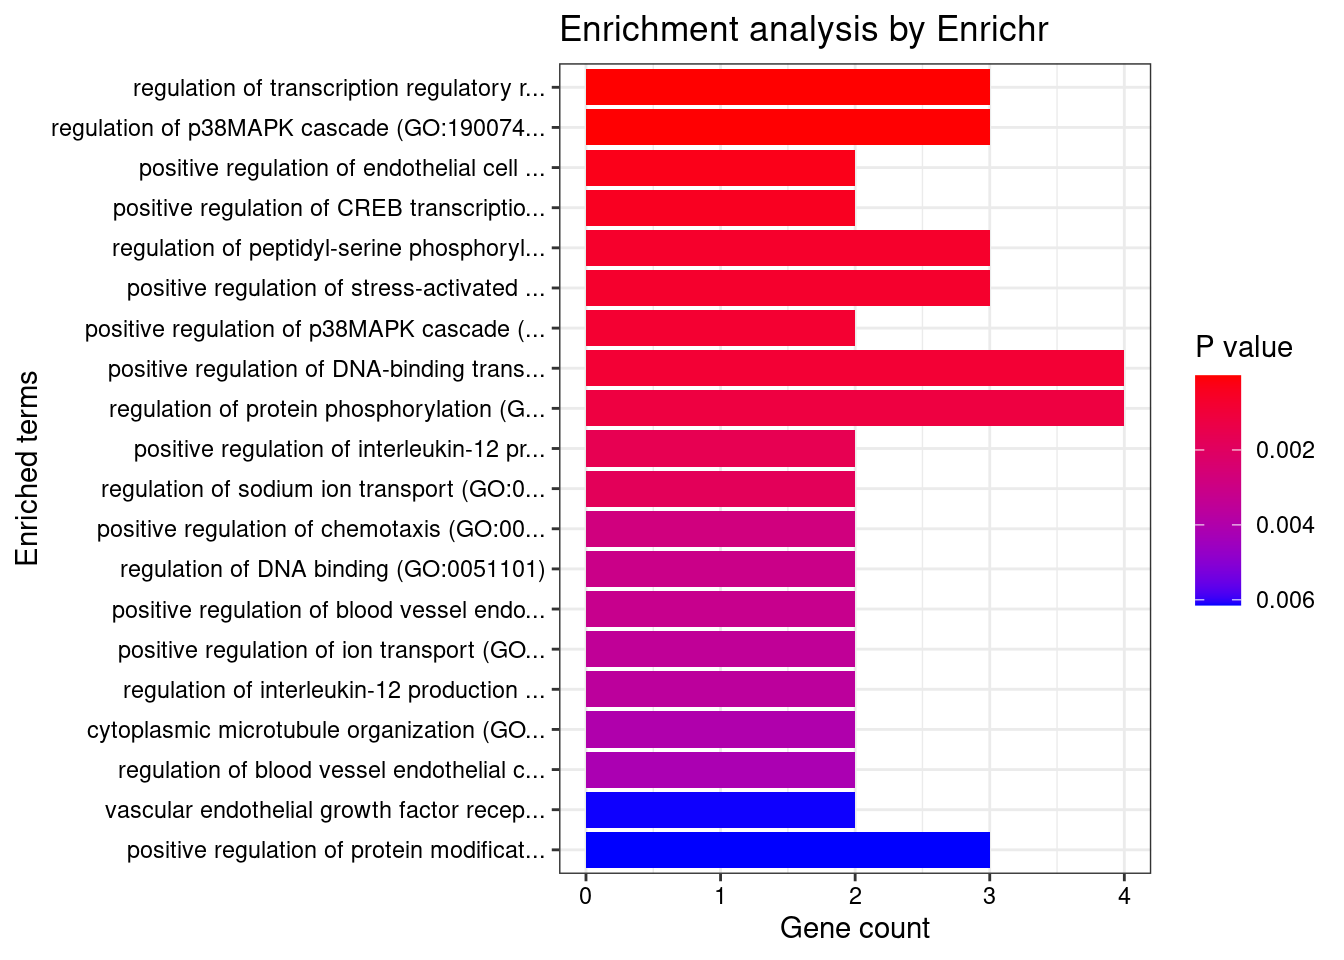 Enrichment analysis by Enrichr
regulation of transcription regulatory r...
regulation of p38MAPK cascade (GO:190074...
positive regulation of endothelial cell ...
positive regulation of CREB transcriptio...
regulation of peptidyl-serine phosphoryl...
positive regulation of stress-activated ...
positive regulation of p38MAPK cascade (...
positive regulation of DNA-binding trans...
regulation of protein phosphorylation (G...
positive regulation of interleukin-12 pr...
regulation of sodium ion transport (GO:0...
positive regulation of chemotaxis (GO:00...
regulation of DNA binding (GO:0051101)
positive regulation of blood vessel endo...
positive regulation of ion transport (GO...
regulation of interleukin-12 production ...
cytoplasmic microtubule organization (GO...
regulation of blood vessel endothelial c...
vascular endothelial growth factor recep...
positive regulation of protein modificat...
Enriched terms
0 1 2 3 4
Gene count
P value
0.002
0.004
0.006